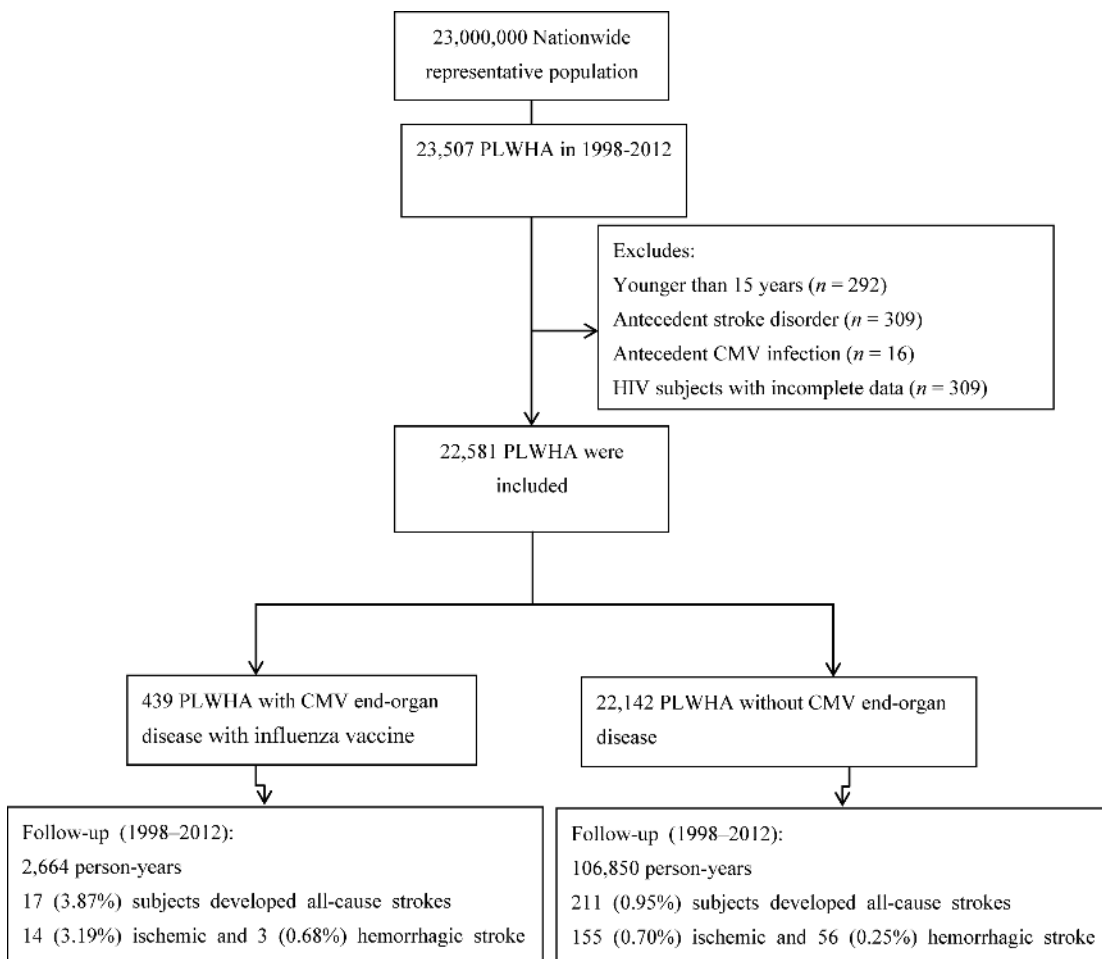 23,000,000 Nationwide
representative population
23,507 PLWHA in 1998-2012
Excludes:
Younger than 15 years (n = 292)
Antecedent stroke disorder (n = 309)
Antecedent CMV infection (n = 16)
HIV subjects with incomplete data (n = 309)
22,581 PLWHA were
included
439 PLWHA with CMV end-organ
disease with influenza vaccine
22,142 PLWHA without CMV end-organ
disease
Follow-up (1998–2012):
2,664 person-years
17 (3.87%) subjects developed all-cause strokes
14 (3.19%) ischemic and 3 (0.68%) hemorrhagic stroke
Follow-up (1998–2012):
106,850 person-years
211 (0.95%) subjects developed all-cause strokes
155 (0.70%) ischemic and 56 (0.25%) hemorrhagic stroke